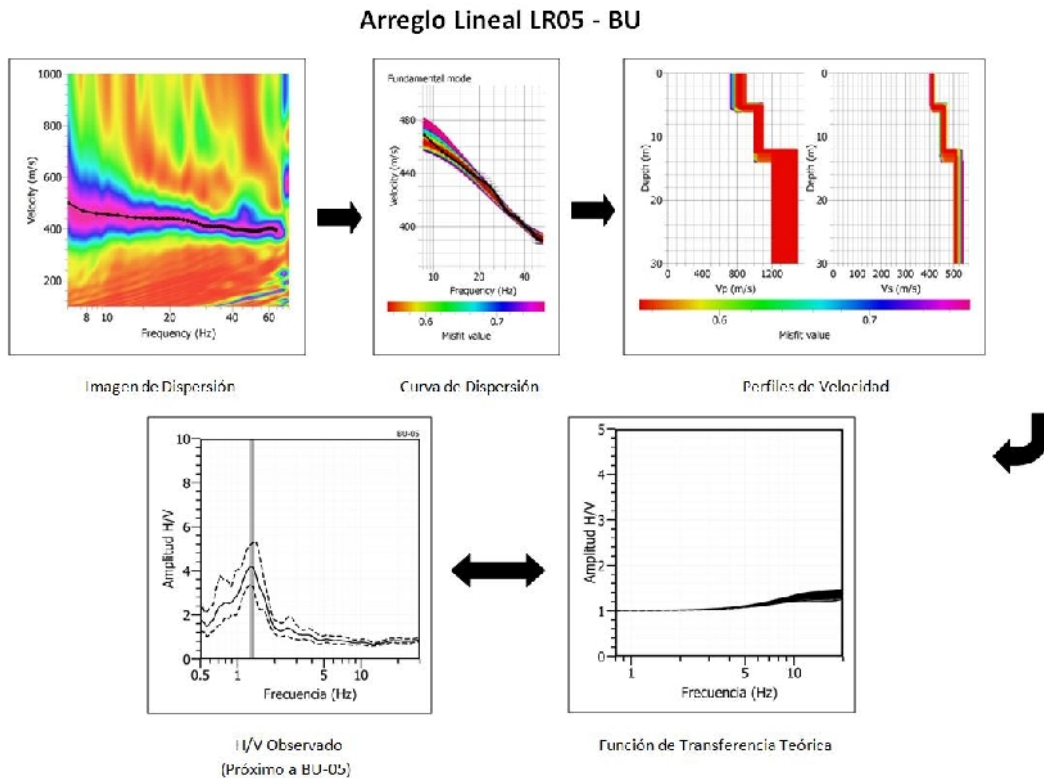 Arreglo Lineal LR05 - BU
1000
800
600
400
200
Velocity (m/s)
8 10 20 40 60
Frequency (Hz)
Imagen de Dispersión
Fundamental mode
480
440
400
Velocity (m/s)
10 20 40
Frequency (Hz)
0.6 0.7
Misfit value
Curva de Dispersión
0
10
20
30
Depth (m)
0 400 800 1200
Vp (m/s)
0
10
20
30
Depth (m)
0 100 200 300 400 500
Vs (m/s)
0.6 0.7
Misfit value
Perfiles de Velocidad
BU-05
10
8
6
4
2
0
Amplitud H/V
0.5 1 5 10
Frecuencia (Hz)
H/V Observado
(Próximo a BU-05)
5
4
3
2
1
0
Amplitud H/V
1 5 10
Frecuencia (Hz)
Función de Transferencia Teórica